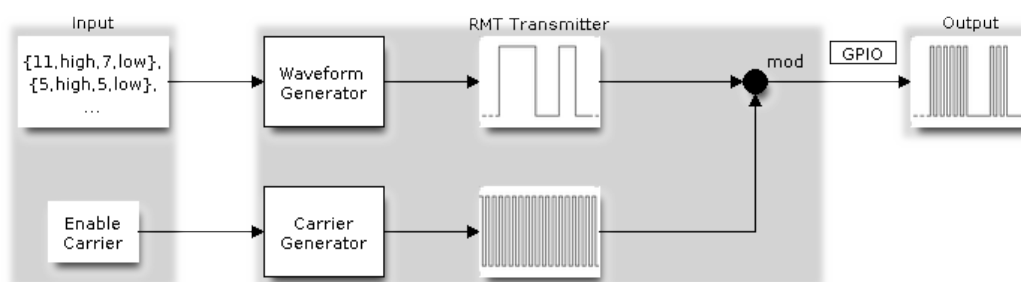 Input
RMT Transmitter
Output
{11,high,7,low},
{5,high,5,low},
...
Waveform
Generator
mod
GPIO
Enable
Carrier
Carrier
Generator